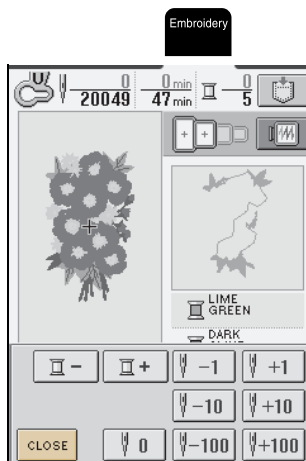 Embroidery
U
0
20049
0 min
47 min
0
5
LIME
GREEN
DARK
-
+
-1
+1
-10
+10
CLOSE
0
-100
+100